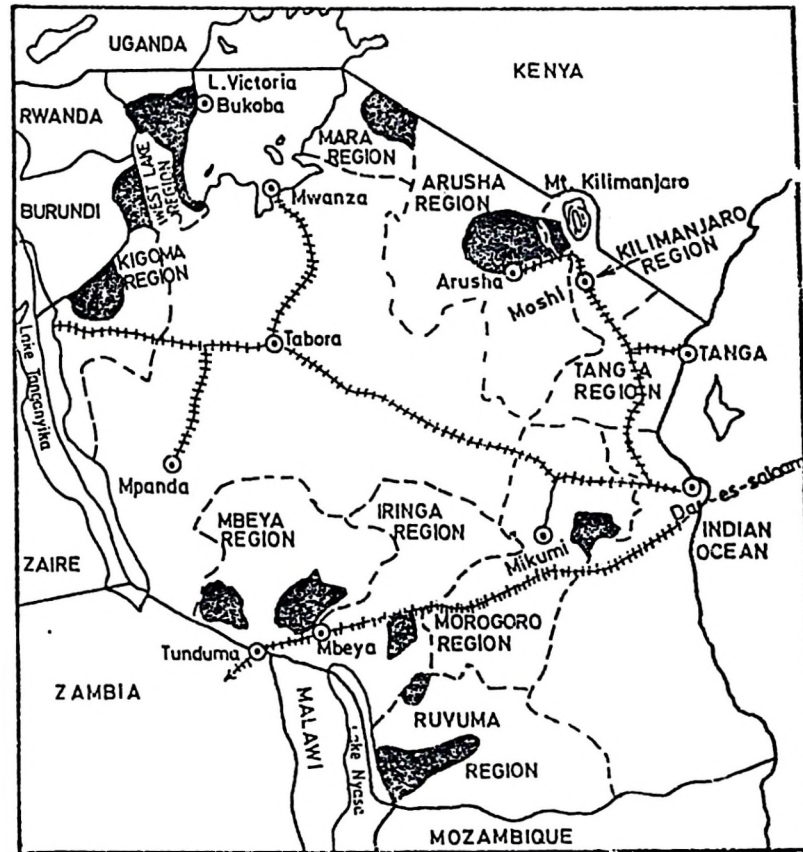 UGANDA
KENYA
L.Victoria
Bukoba
RWANDA
MARA
REGION
WEST LAKE
REGION
Mt. Kilimanjaro
ARUSHA
REGION
Mwanza
BURUNDI
KILIMANJARO
REGION
KIGOMA
REGION
Arusha
Moshi
Lake Tanganyika
Tabora
TANGA
TANGA
REGION
Mpanda
Dar-es-salaam
MBEYA
REGION
IRINGA
REGION
INDIAN
OCEAN
Mikumi
ZAIRE
MOROGORO
REGION
Tunduma
Mbeya
ZAMBIA
MALAWI
Lake Nyasa
RUVUMA
REGION
MOZAMBIQUE